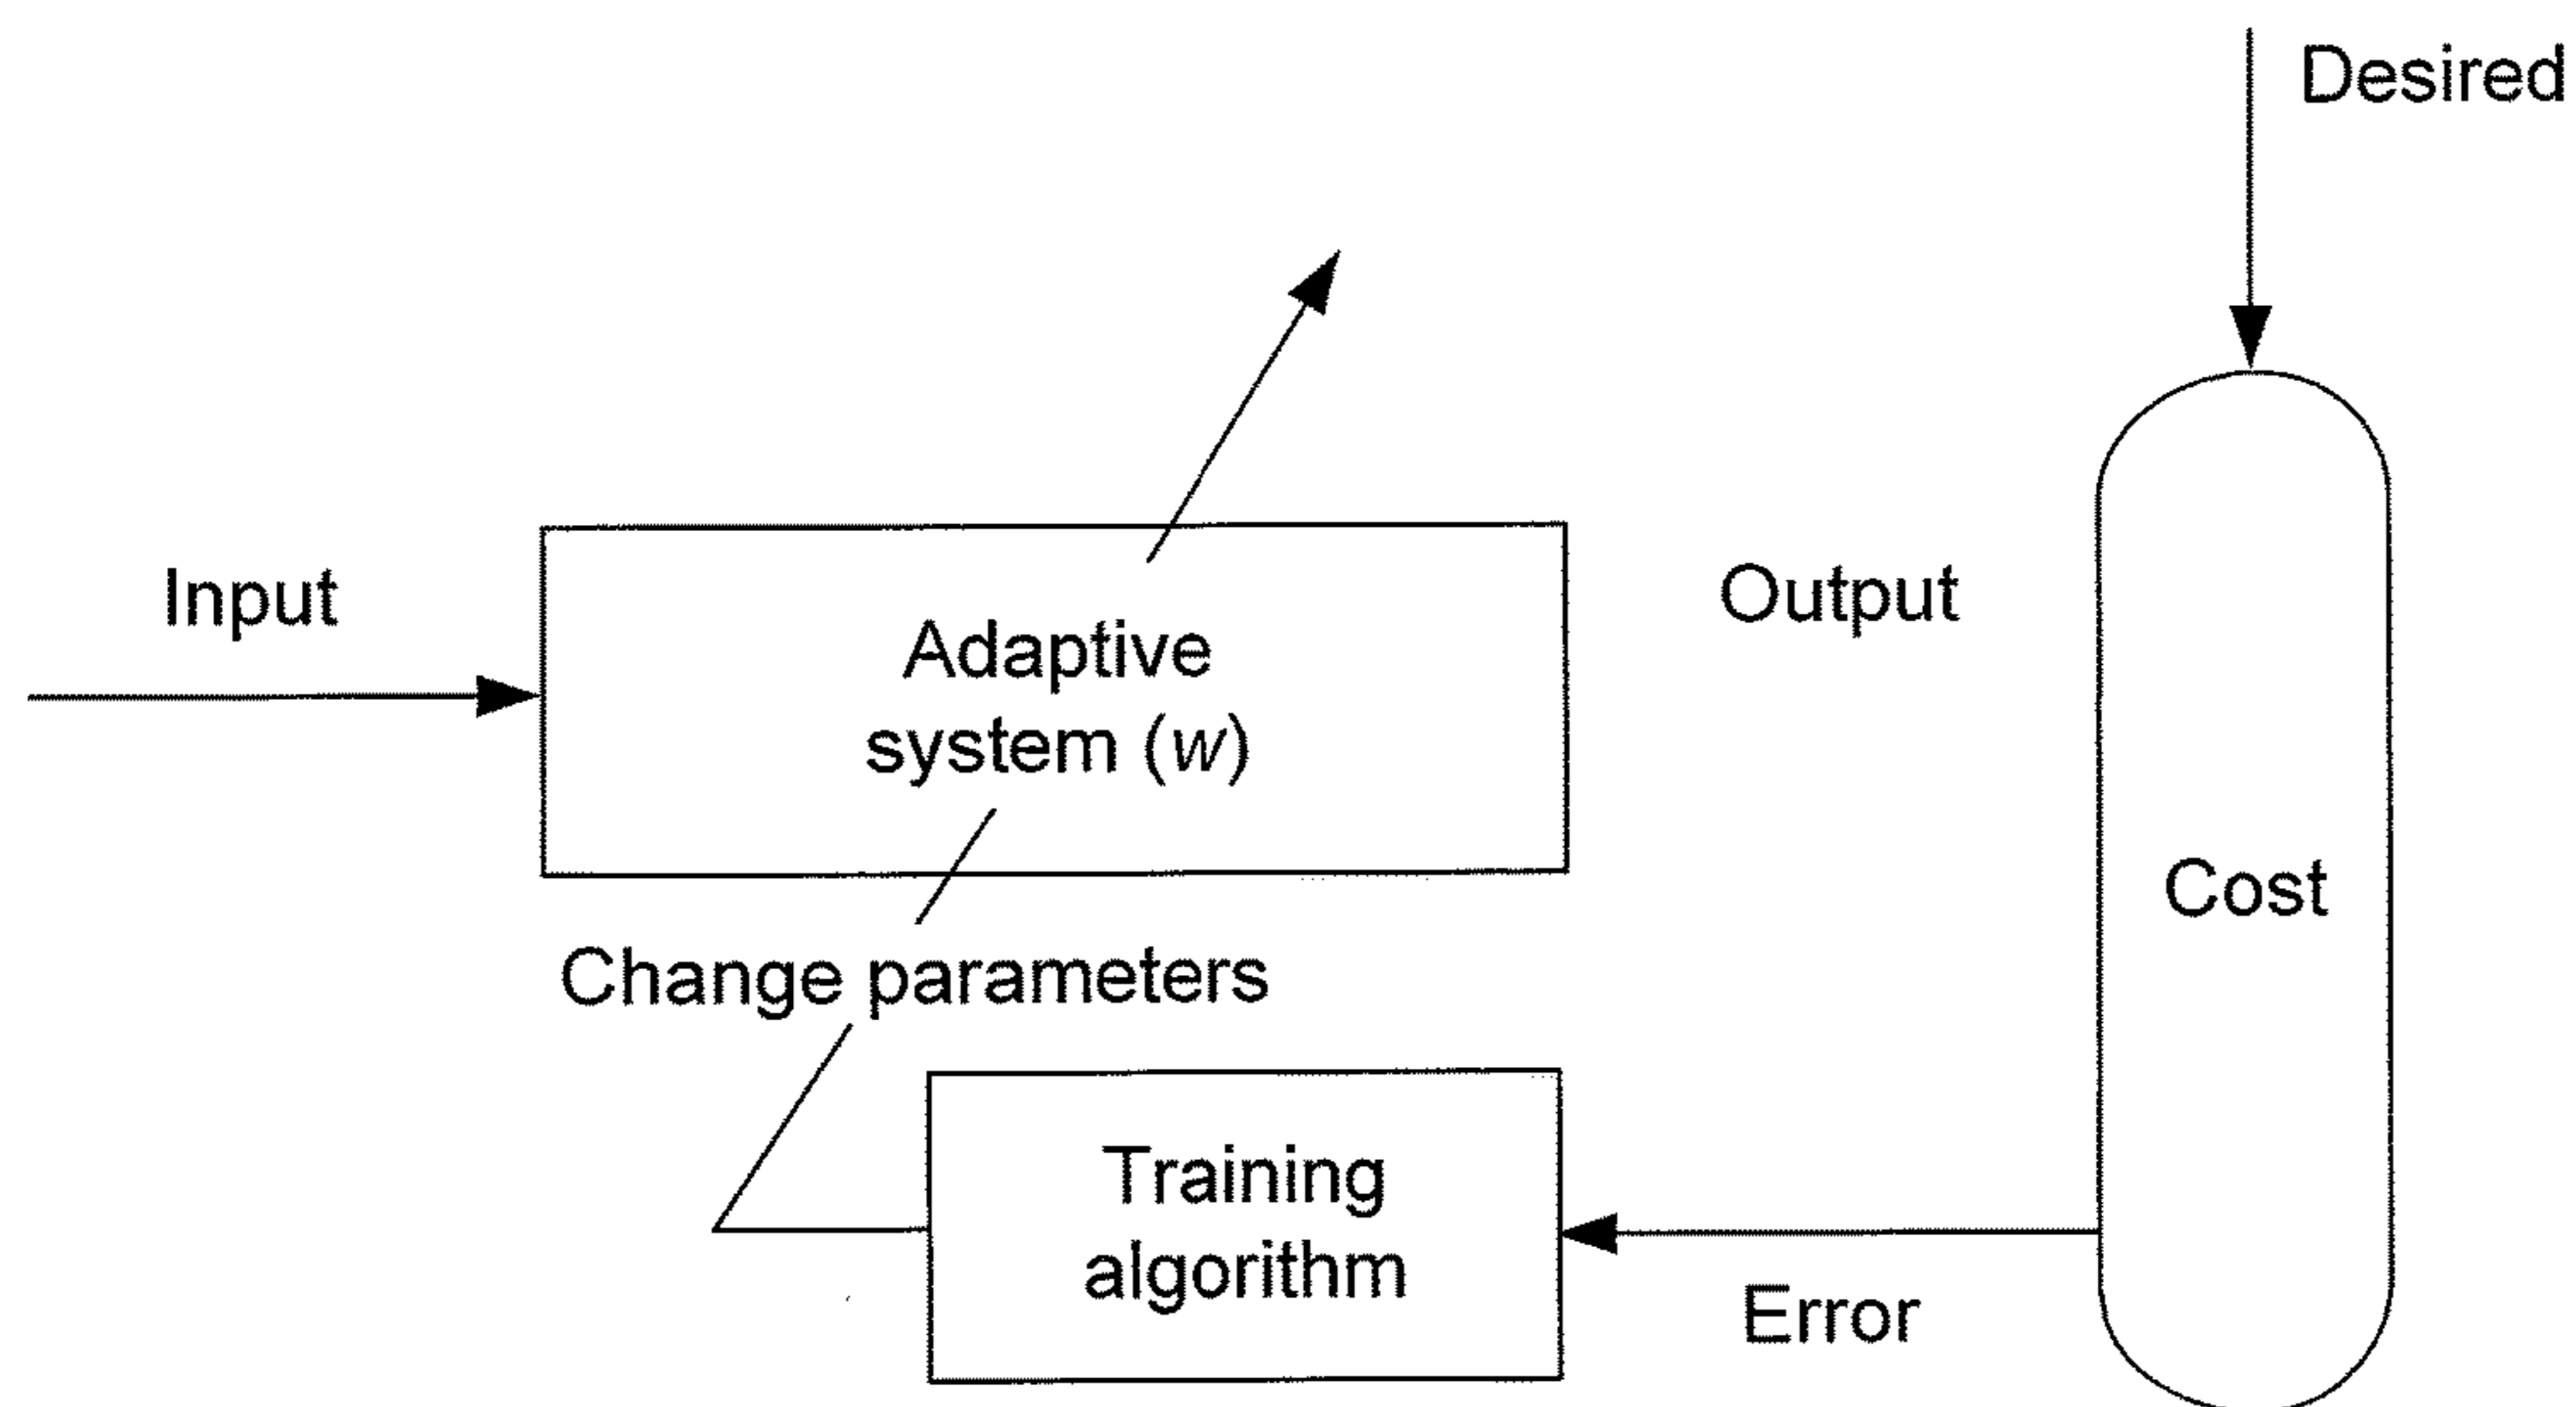 Desired
Input
Adaptive
system (w)
Output
Cost
Change parameters
Training
algorithm
Error